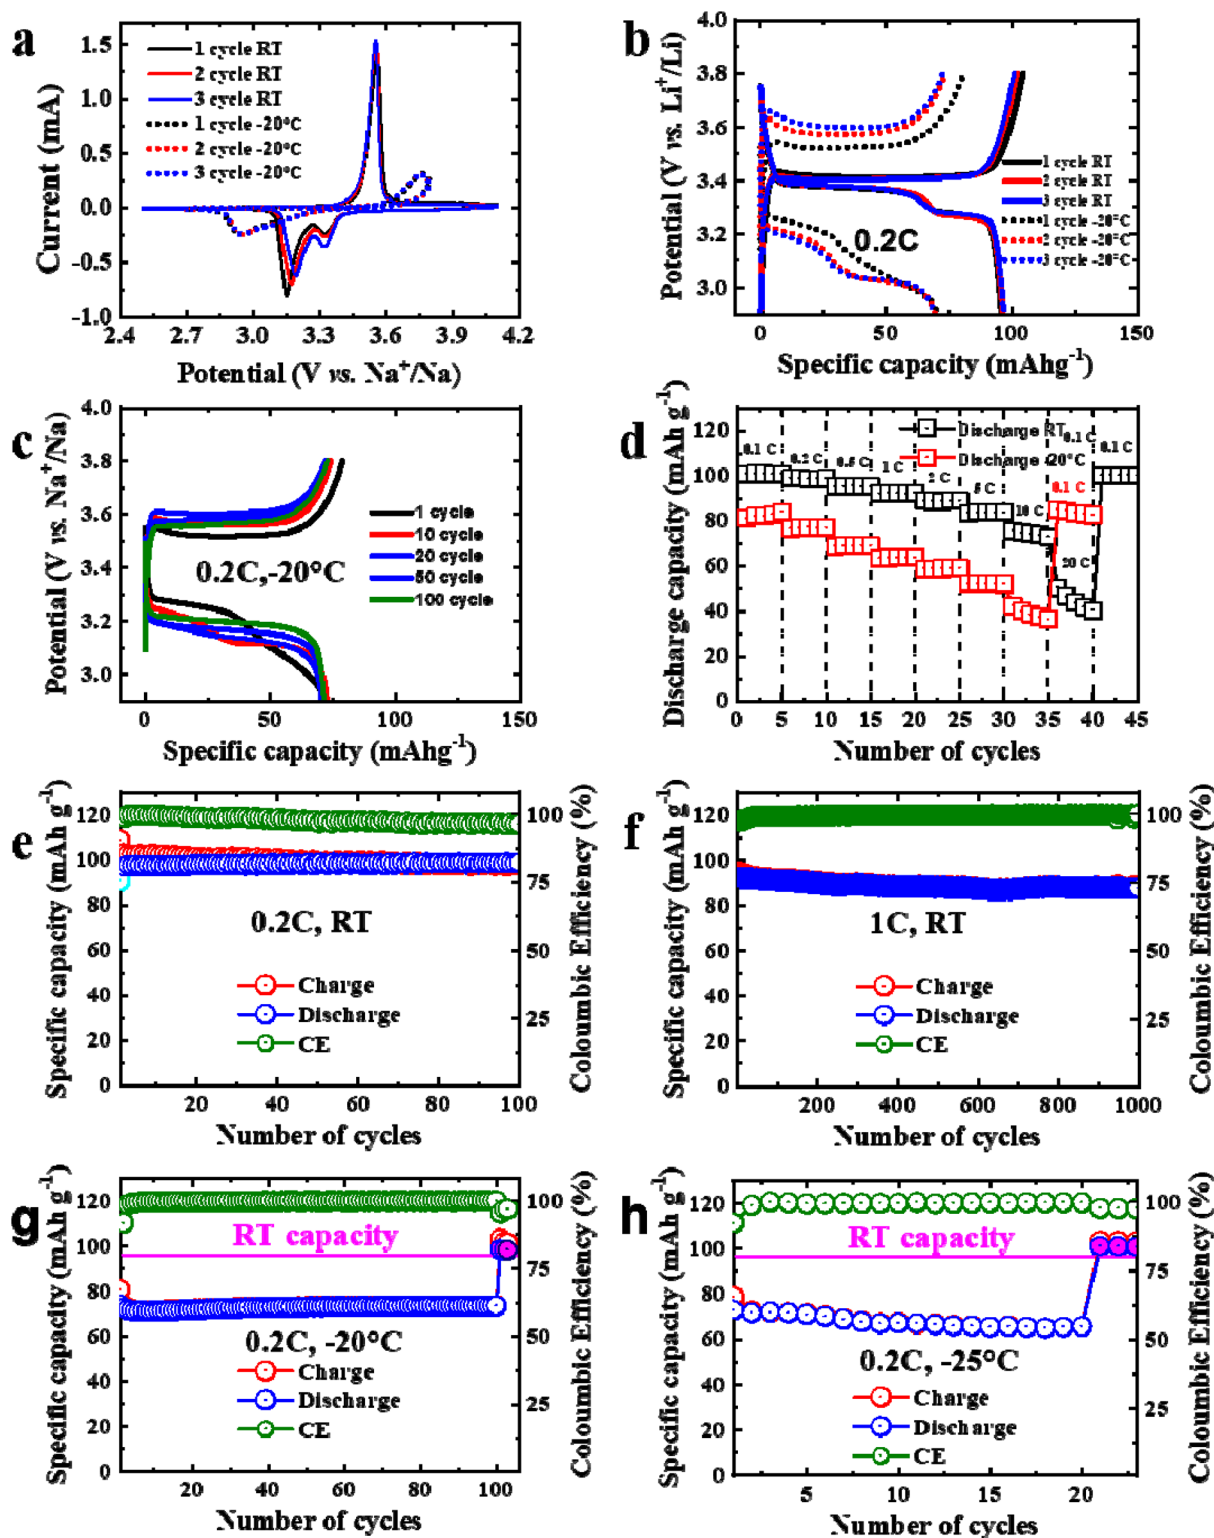 a
1.5
1.0
0.5
0.0
-0.5
-1.0
Current (mA)
1 cycle RT
2 cycle RT
3 cycle RT
1 cycle -20°C
2 cycle -20°C
3 cycle -20°C
2.4 2.7 3.0 3.3 3.6 3.9 4.2
Potential (V vs. Na⁺/Na)
b
4.0
3.8
3.6
3.4
3.2
3.0
Potential (V vs. Li⁺/Li)
1 cycle RT
2 cycle RT
3 cycle RT
1 cycle -20°C
2 cycle -20°C
3 cycle -20°C
0.2C
0 50 100 150
Specific capacity (mAhg⁻¹)
c
4.0
3.8
3.6
3.4
3.2
3.0
Potential (V vs. Na⁺/Na)
1 cycle
10 cycle
20 cycle
50 cycle
100 cycle
0.2C,-20°C
0 50 100 150
Specific capacity (mAhg⁻¹)
d
120
100
80
60
40
20
0
Discharge capacity (mAh g⁻¹)
Discharge RT
Discharge -20°C
0.1 C
0.2 C
0.5 C
1 C
2 C
5 C
10 C
20 C
0.1 C
0.1 C
0.1 C
0 5 10 15 20 25 30 35 40 45
Number of cycles
e
120
100
80
60
40
20
0
Specific capacity (mAh g⁻¹)
0.2C, RT
Charge
Discharge
CE
100
75
50
25
Coloumbic Efficiency (%)
0 20 40 60 80 100
Number of cycles
f
120
100
80
60
40
20
0
Specific capacity (mAh g⁻¹)
1C, RT
Charge
Discharge
CE
100
75
50
25
Coloumbic Efficiency (%)
200 400 600 800 1000
Number of cycles
g
120
100
80
60
40
20
0
Specific capacity (mAh g⁻¹)
RT capacity
0.2C, -20°C
Charge
Discharge
CE
100
75
50
25
0
Coloumbic Efficiency (%)
20 40 60 80 100
Number of cycles
h
120
100
80
60
40
20
0
Specific capacity (mAh g⁻¹)
RT capacity
0.2C, -25°C
Charge
Discharge
CE
100
75
50
25
0
Coloumbic Efficiency (%)
5 10 15 20
Number of cycles